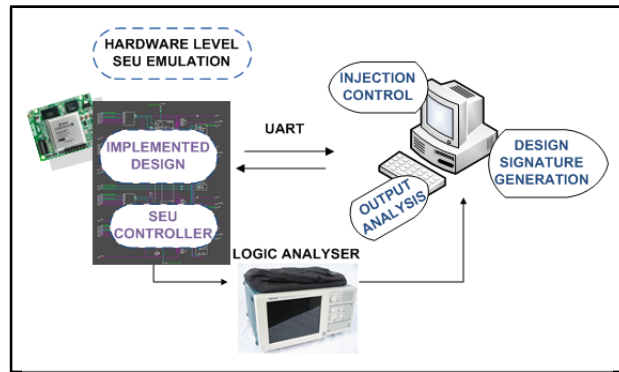 HARDWARE LEVEL
SEU EMULATION
INJECTION
CONTROL
UART
IMPLEMENTED
DESIGN
DESIGN
SIGNATURE
GENERATION
OUTPUT
ANALYSIS
SEU
CONTROLLER
LOGIC ANALYSER